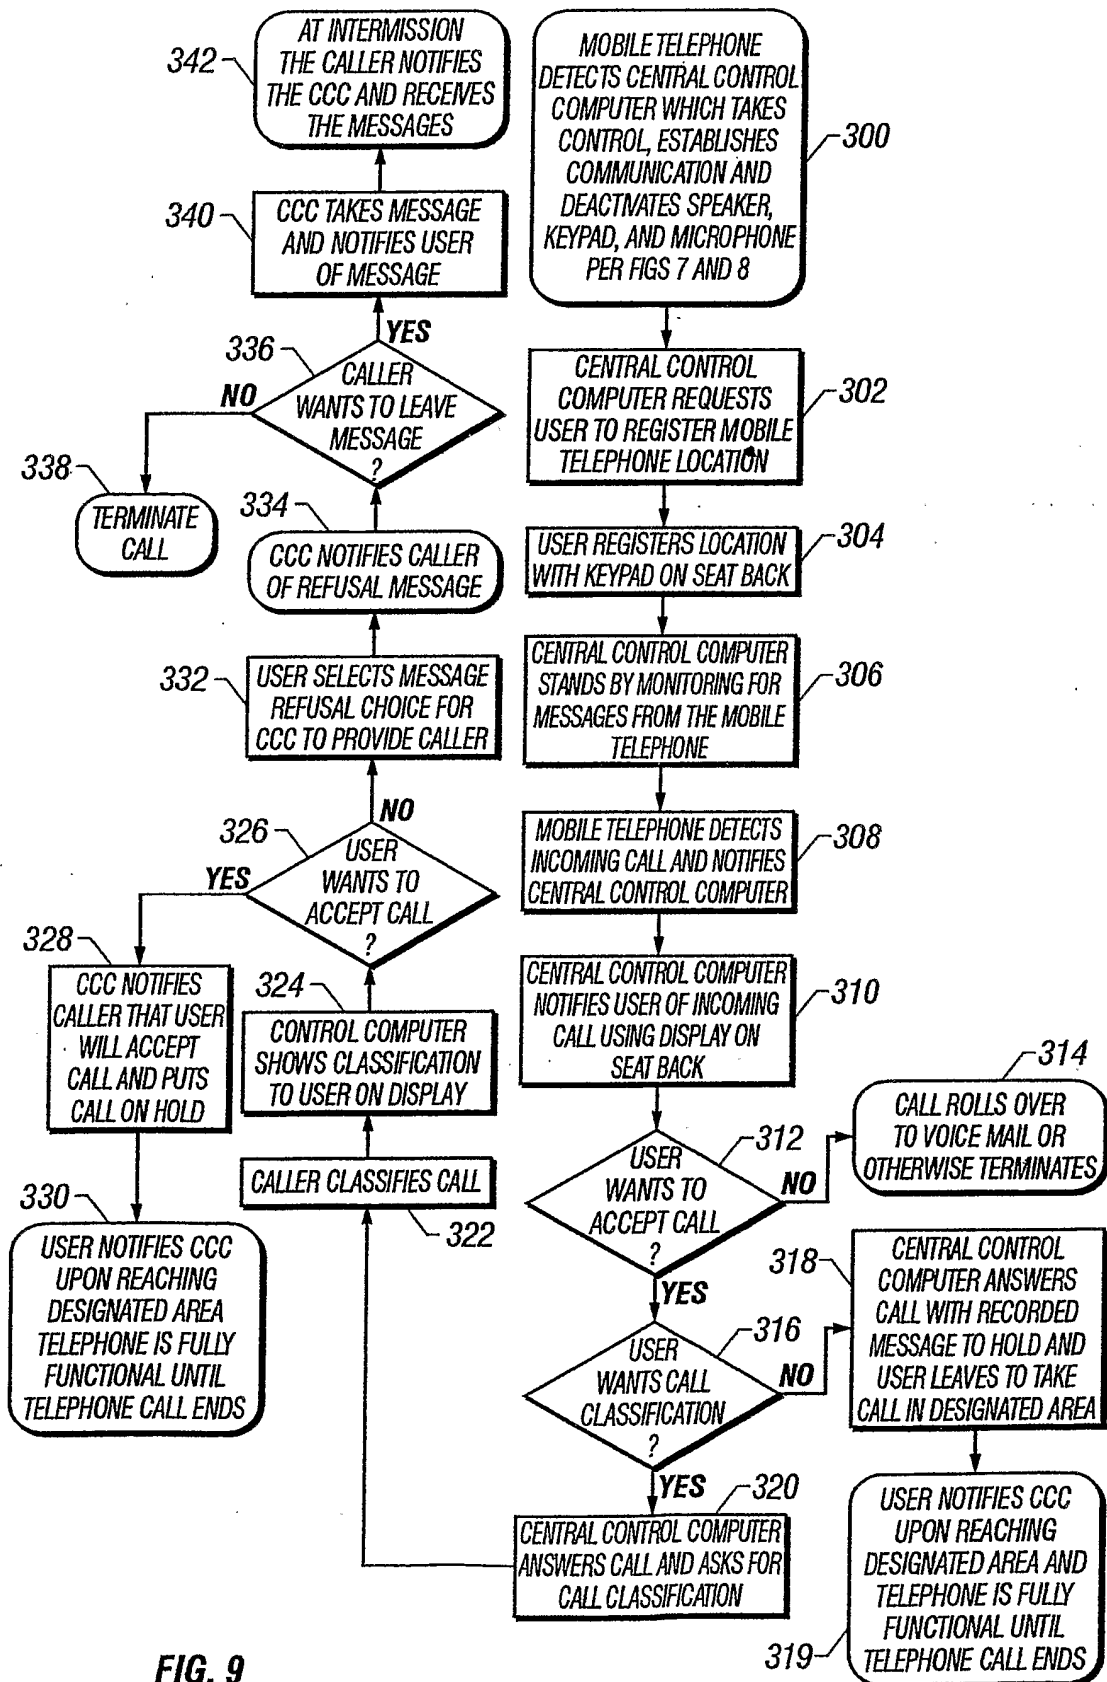 MOBILE TELEPHONE
DETECTS CENTRAL CONTROL
COMPUTER WHICH TAKES
CONTROL, ESTABLISHES
COMMUNICATION AND
DEACTIVATES SPEAKER,
KEYPAD, AND MICROPHONE
PER FIGS 7 AND 8
300
CENTRAL CONTROL
COMPUTER REQUESTS
USER TO REGISTER MOBILE
TELEPHONE LOCATION
302
USER REGISTERS LOCATION
WITH KEYPAD ON SEAT BACK
304
CENTRAL CONTROL COMPUTER
STANDS BY MONITORING FOR
MESSAGES FROM THE MOBILE
TELEPHONE
306
MOBILE TELEPHONE DETECTS
INCOMING CALL AND NOTIFIES
CENTRAL CONTROL COMPUTER
308
CENTRAL CONTROL COMPUTER
NOTIFIES USER OF INCOMING
CALL USING DISPLAY ON
SEAT BACK
310
USER
WANTS TO
ACCEPT CALL
?
312
NO
314
CALL ROLLS OVER
TO VOICE MAIL OR
OTHERWISE TERMINATES
YES
USER
WANTS CALL
CLASSIFICATION
?
316
NO
318
CENTRAL CONTROL
COMPUTER ANSWERS
CALL WITH RECORDED
MESSAGE TO HOLD AND
USER LEAVES TO TAKE
CALL IN DESIGNATED AREA
USER NOTIFIES CCC
UPON REACHING
DESIGNATED AREA AND
TELEPHONE IS FULLY
FUNCTIONAL UNTIL
TELEPHONE CALL ENDS
319
YES
320
CENTRAL CONTROL COMPUTER
ANSWERS CALL AND ASKS FOR
CALL CLASSIFICATION
CALLER CLASSIFIES CALL
322
324
CONTROL COMPUTER
SHOWS CLASSIFICATION
TO USER ON DISPLAY
326
USER
WANTS TO
ACCEPT CALL
?
YES
328
CCC NOTIFIES
CALLER THAT USER
WILL ACCEPT
CALL AND PUTS
CALL ON HOLD
330
USER NOTIFIES CCC
UPON REACHING
DESIGNATED AREA
TELEPHONE IS FULLY
FUNCTIONAL UNTIL
TELEPHONE CALL ENDS
NO
332
USER SELECTS MESSAGE
REFUSAL CHOICE FOR
CCC TO PROVIDE CALLER
334
CCC NOTIFIES CALLER
OF REFUSAL MESSAGE
336
CALLER
WANTS TO LEAVE
MESSAGE
?
NO
338
TERMINATE
CALL
YES
340
CCC TAKES MESSAGE
AND NOTIFIES USER
OF MESSAGE
342
AT INTERMISSION
THE CALLER NOTIFIES
THE CCC AND RECEIVES
THE MESSAGES
FIG. 9